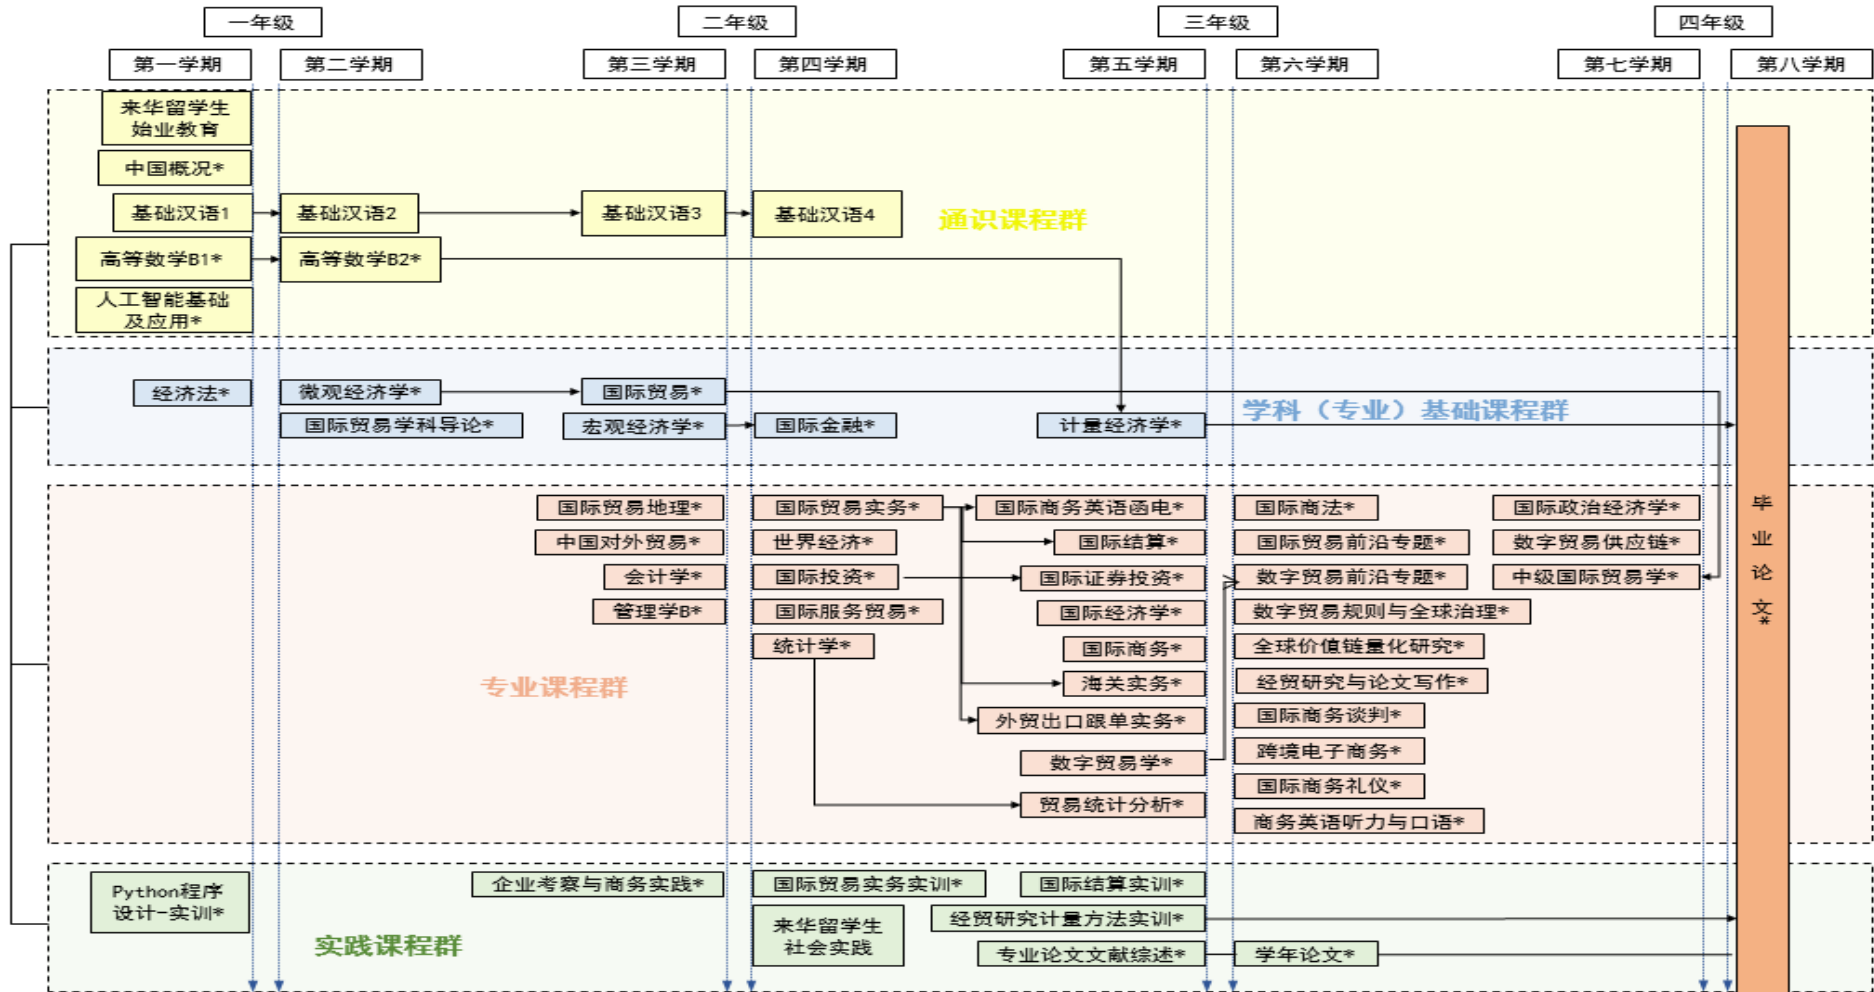 一年级
二年级
三年级
四年级
第一学期
第二学期
第三学期
第四学期
第五学期
第六学期
第七学期
第八学期
来华留学生
始业教育
中国概况*
基础汉语1
基础汉语2
基础汉语3
基础汉语4
通识课程群
高等数学B1*
高等数学B2*
人工智能基础
及应用*
经济法*
微观经济学*
国际贸易*
学科（专业）基础课程群
国际贸易学科导论*
宏观经济学*
国际金融*
计量经济学*
国际贸易地理*
国际贸易实务*
国际商务英语函电*
国际商法*
国际政治经济学*
中国对外贸易*
世界经济*
国际结算*
国际贸易前沿专题*
数字贸易供应链*
会计学*
国际投资*
国际证券投资*
数字贸易前沿专题*
中级国际贸易学*
管理学B*
国际服务贸易*
国际经济学*
数字贸易规则与全球治理*
统计学*
国际商务*
全球价值链量化研究*
专业课程群
海关实务*
经贸研究与论文写作*
外贸出口跟单实务*
国际商务谈判*
数字贸易学*
跨境电子商务*
国际商务礼仪*
贸易统计分析*
商务英语听力与口语*
毕
业
论
文
*
Python程序
设计-实训*
企业考察与商务实践*
国际贸易实务实训*
国际结算实训*
来华留学生
社会实践
经贸研究计量方法实训*
实践课程群
专业论文文献综述*
学年论文*